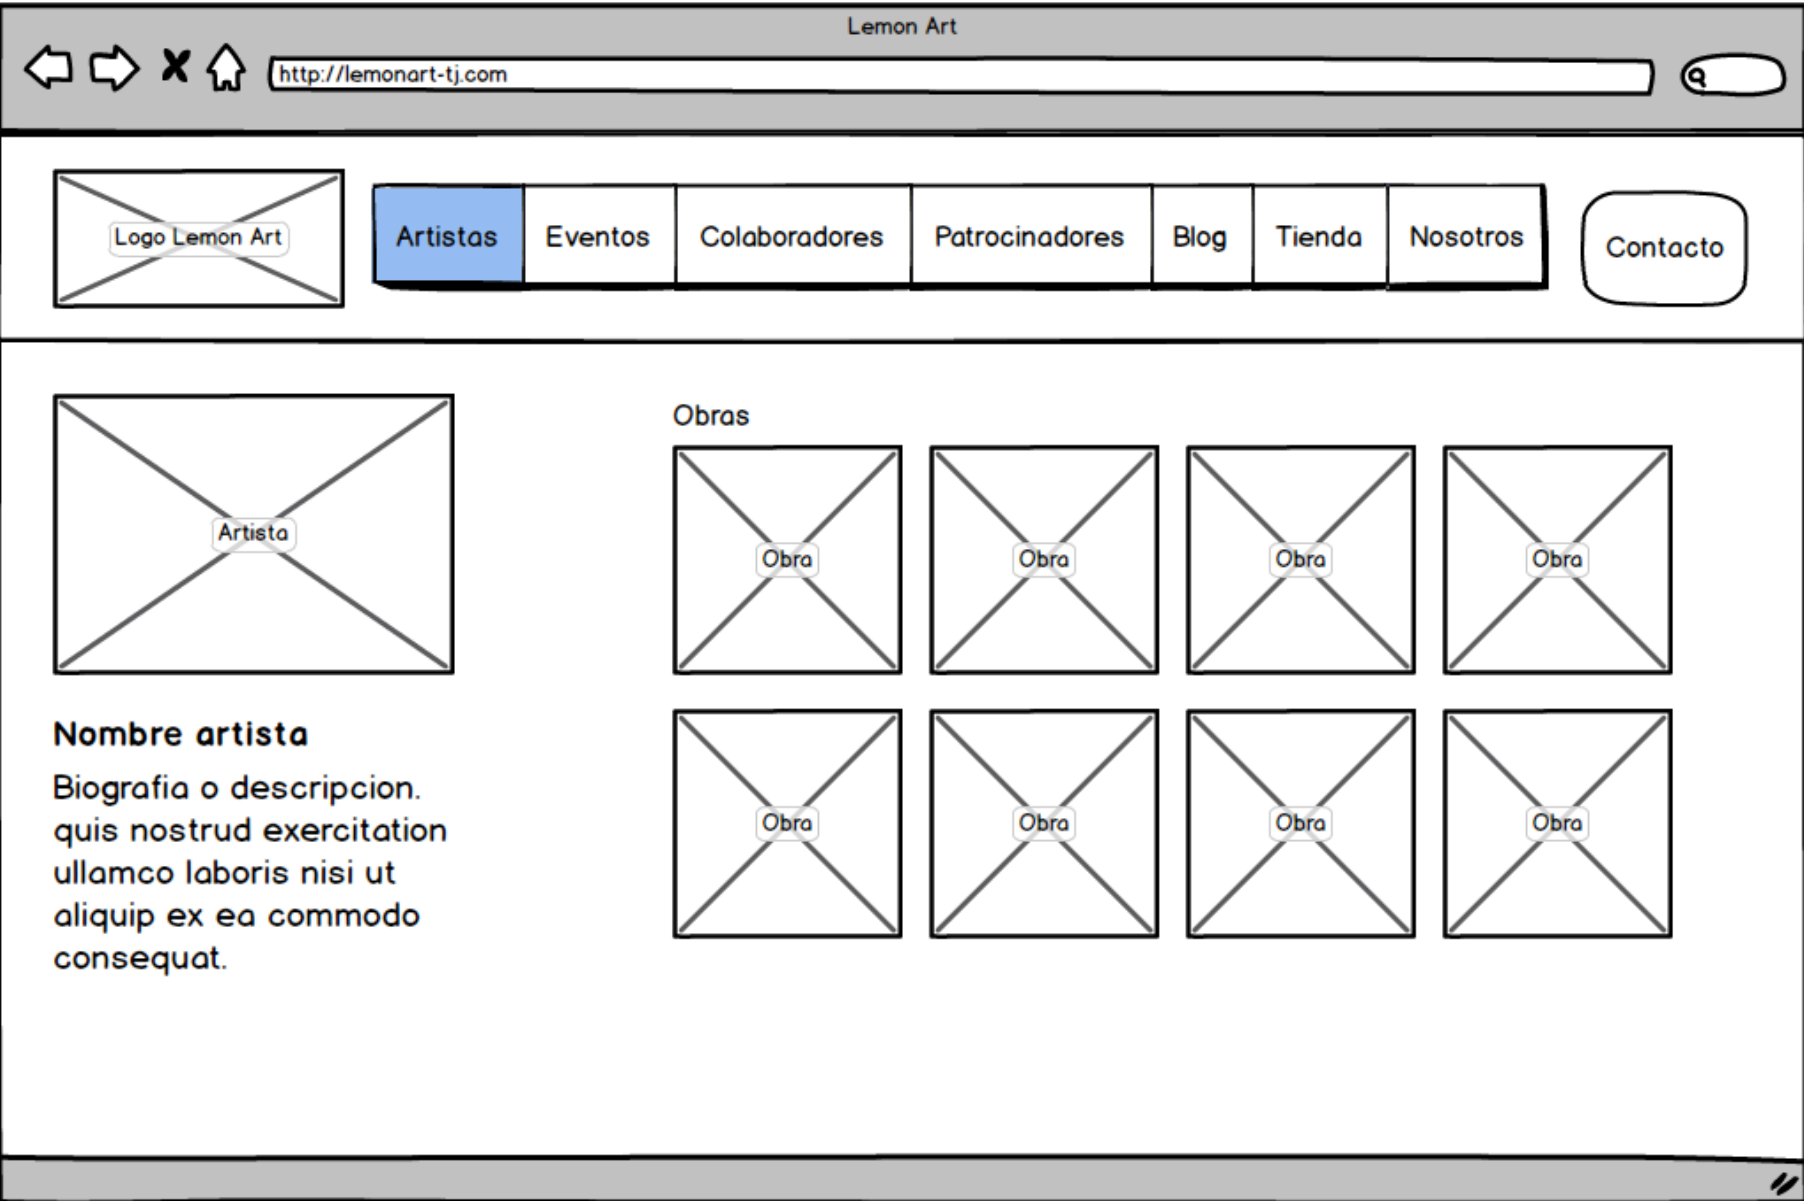 Lemon Art
http://lemonart-tj.com
Logo Lemon Art
Artistas
Eventos
Colaboradores
Patrocinadores
Blog
Tienda
Nosotros
Contacto
Artista
Nombre artista
Biografia o descripcion.
quis nostrud exercitation
ullamco laboris nisi ut
aliquip ex ea commodo
consequat.
Obras
Obra
Obra
Obra
Obra
Obra
Obra
Obra
Obra